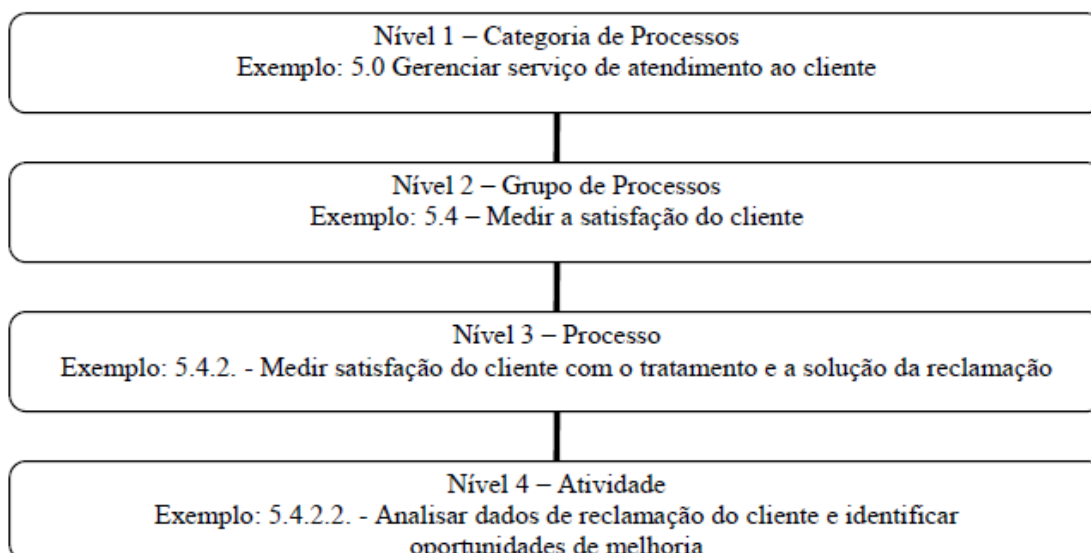 Nível 1 – Categoria de Processos
Exemplo: 5.0 Gerenciar serviço de atendimento ao cliente
Nível 2 – Grupo de Processos
Exemplo: 5.4 – Medir a satisfação do cliente
Nível 3 – Processo
Exemplo: 5.4.2. - Medir satisfação do cliente com o tratamento e a solução da reclamação
Nível 4 – Atividade
Exemplo: 5.4.2.2. - Analisar dados de reclamação do cliente e identificar
oportunidades de melhoria